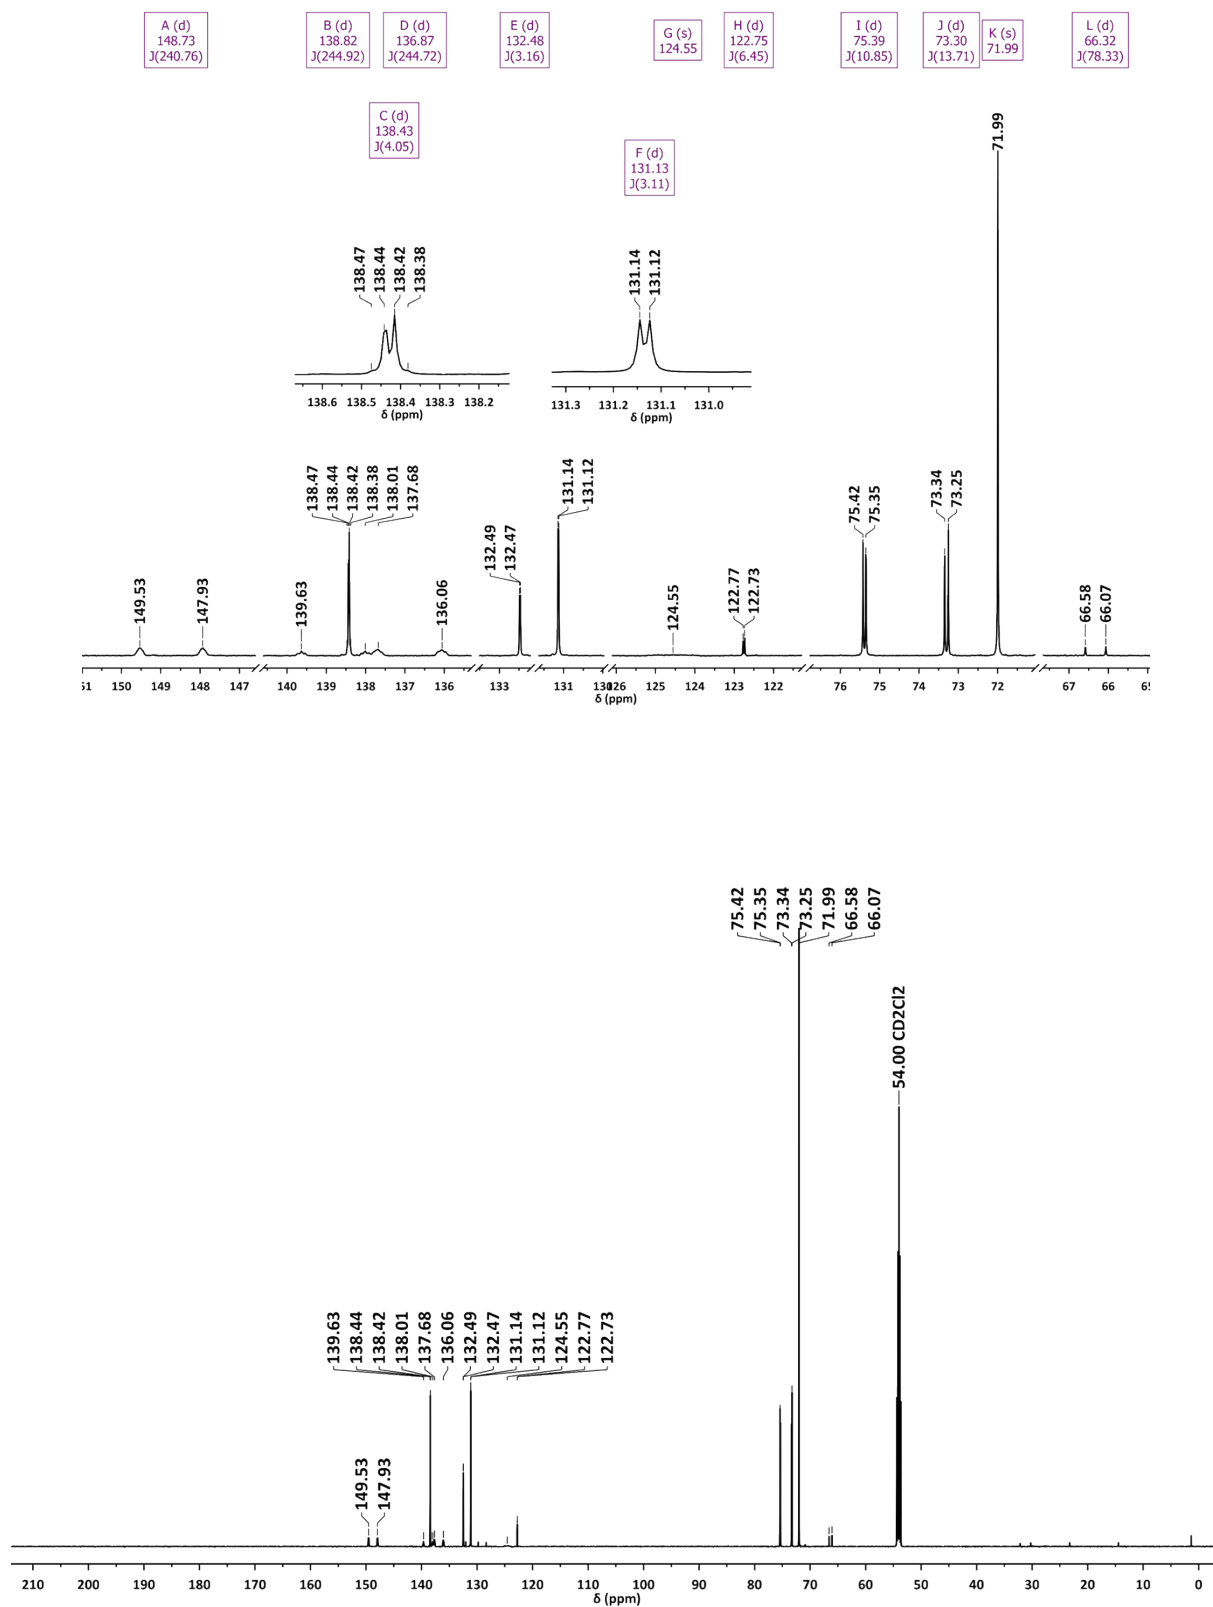 A (d)
148.73
J(240.76)
B (d)
138.82
J(244.92)
D (d)
136.87
J(244.72)
E (d)
132.48
J(3.16)
G (s)
124.55
H (d)
122.75
J(6.45)
I (d)
75.39
J(10.85)
J (d)
73.30
J(13.71)
K (s)
71.99
L (d)
66.32
J(78.33)
C (d)
138.43
J(4.05)
F (d)
131.13
J(3.11)
71.99
138.47
138.44
138.42
138.38
131.14
131.12
138.6 138.5 138.4 138.3 138.2
δ (ppm)
131.3 131.2 131.1 131.0
δ (ppm)
149.53
147.93
139.63
138.47
138.44
138.42
138.38
138.01
137.68
136.06
132.49
132.47
131.14
131.12
124.55
122.77
122.73
75.42
75.35
73.34
73.25
66.58
66.07
150 149 148 147 140 139 138 137 136 133 131 125 124 123 122 76 75 74 73 72 67 66
δ (ppm)
75.42
75.35
73.34
73.25
71.99
66.58
66.07
54.00 CD2Cl2
139.63
138.44
138.42
138.01
137.68
136.06
132.49
132.47
131.14
131.12
124.55
122.77
122.73
149.53
147.93
210 200 190 180 170 160 150 140 130 120 110 100 90 80 70 60 50 40 30 20 10 0
δ (ppm)